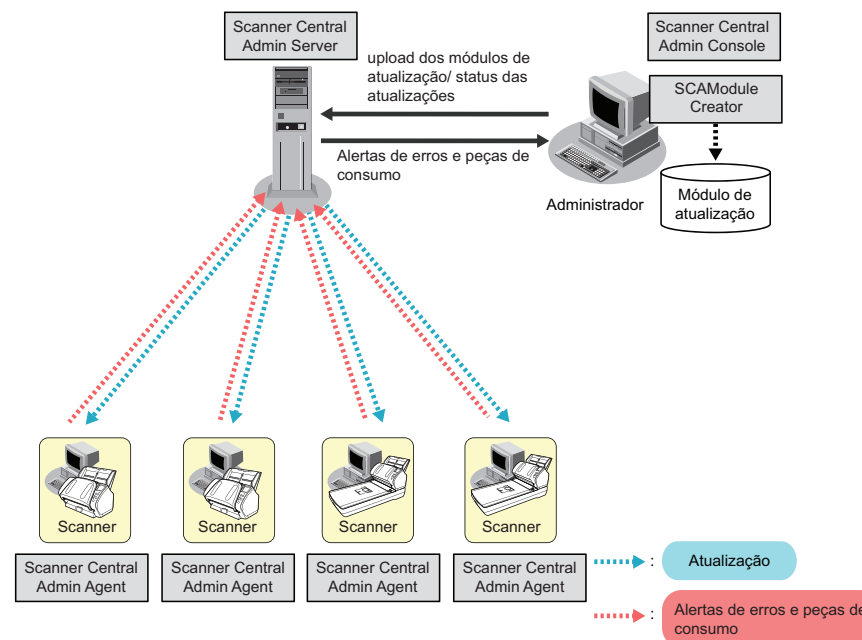 Scanner Central
Admin Server
upload dos módulos de
atualização/ status das
atualizações
Alertas de erros e peças de
consumo
Scanner Central
Admin Console
SCAModule
Creator
Administrador
Módulo de
atualização
Scanner
Scanner
Scanner
Scanner
Scanner Central
Admin Agent
Scanner Central
Admin Agent
Scanner Central
Admin Agent
Scanner Central
Admin Agent
: Atualização
: Alertas de erros e peças de
consumo